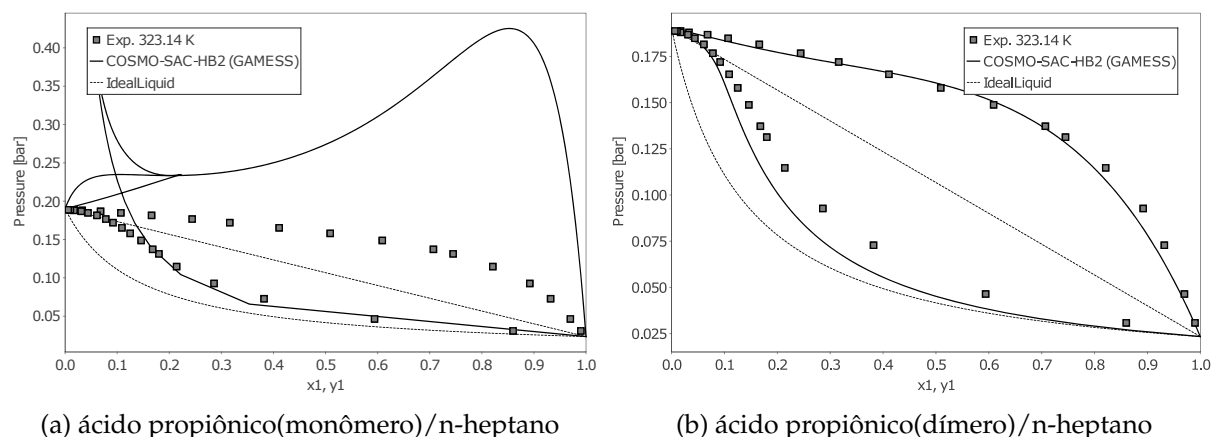 Pressure [bar]
0.40
0.35
0.30
0.25
0.20
0.15
0.10
0.05
Exp. 323.14 K
COSMO-SAC-HB2 (GAMESS)
IdealLiquid
0.0 0.1 0.2 0.3 0.4 0.5 0.6 0.7 0.8 0.9 1.0
x1, y1
(a) ácido propiônico(monômero)/n-heptano
Pressure [bar]
0.175
0.150
0.125
0.100
0.075
0.050
0.025
Exp. 323.14 K
COSMO-SAC-HB2 (GAMESS)
IdealLiquid
0.0 0.1 0.2 0.3 0.4 0.5 0.6 0.7 0.8 0.9 1.0
x1, y1
(b) ácido propiônico(dímero)/n-heptano